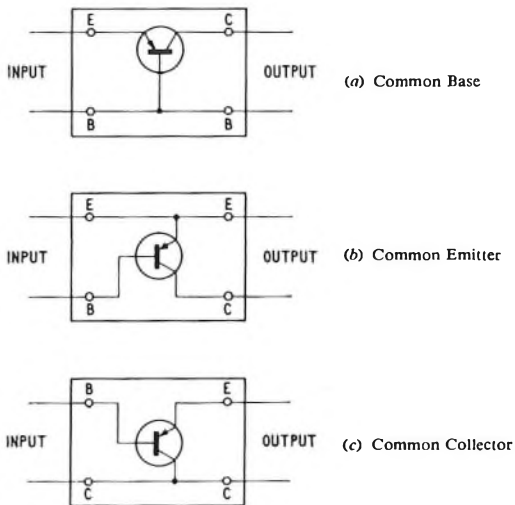 E C
INPUT OUTPUT (a) Common Base
B B
E E
INPUT OUTPUT (b) Common Emitter
B C
B E
INPUT OUTPUT (c) Common Collector
C C